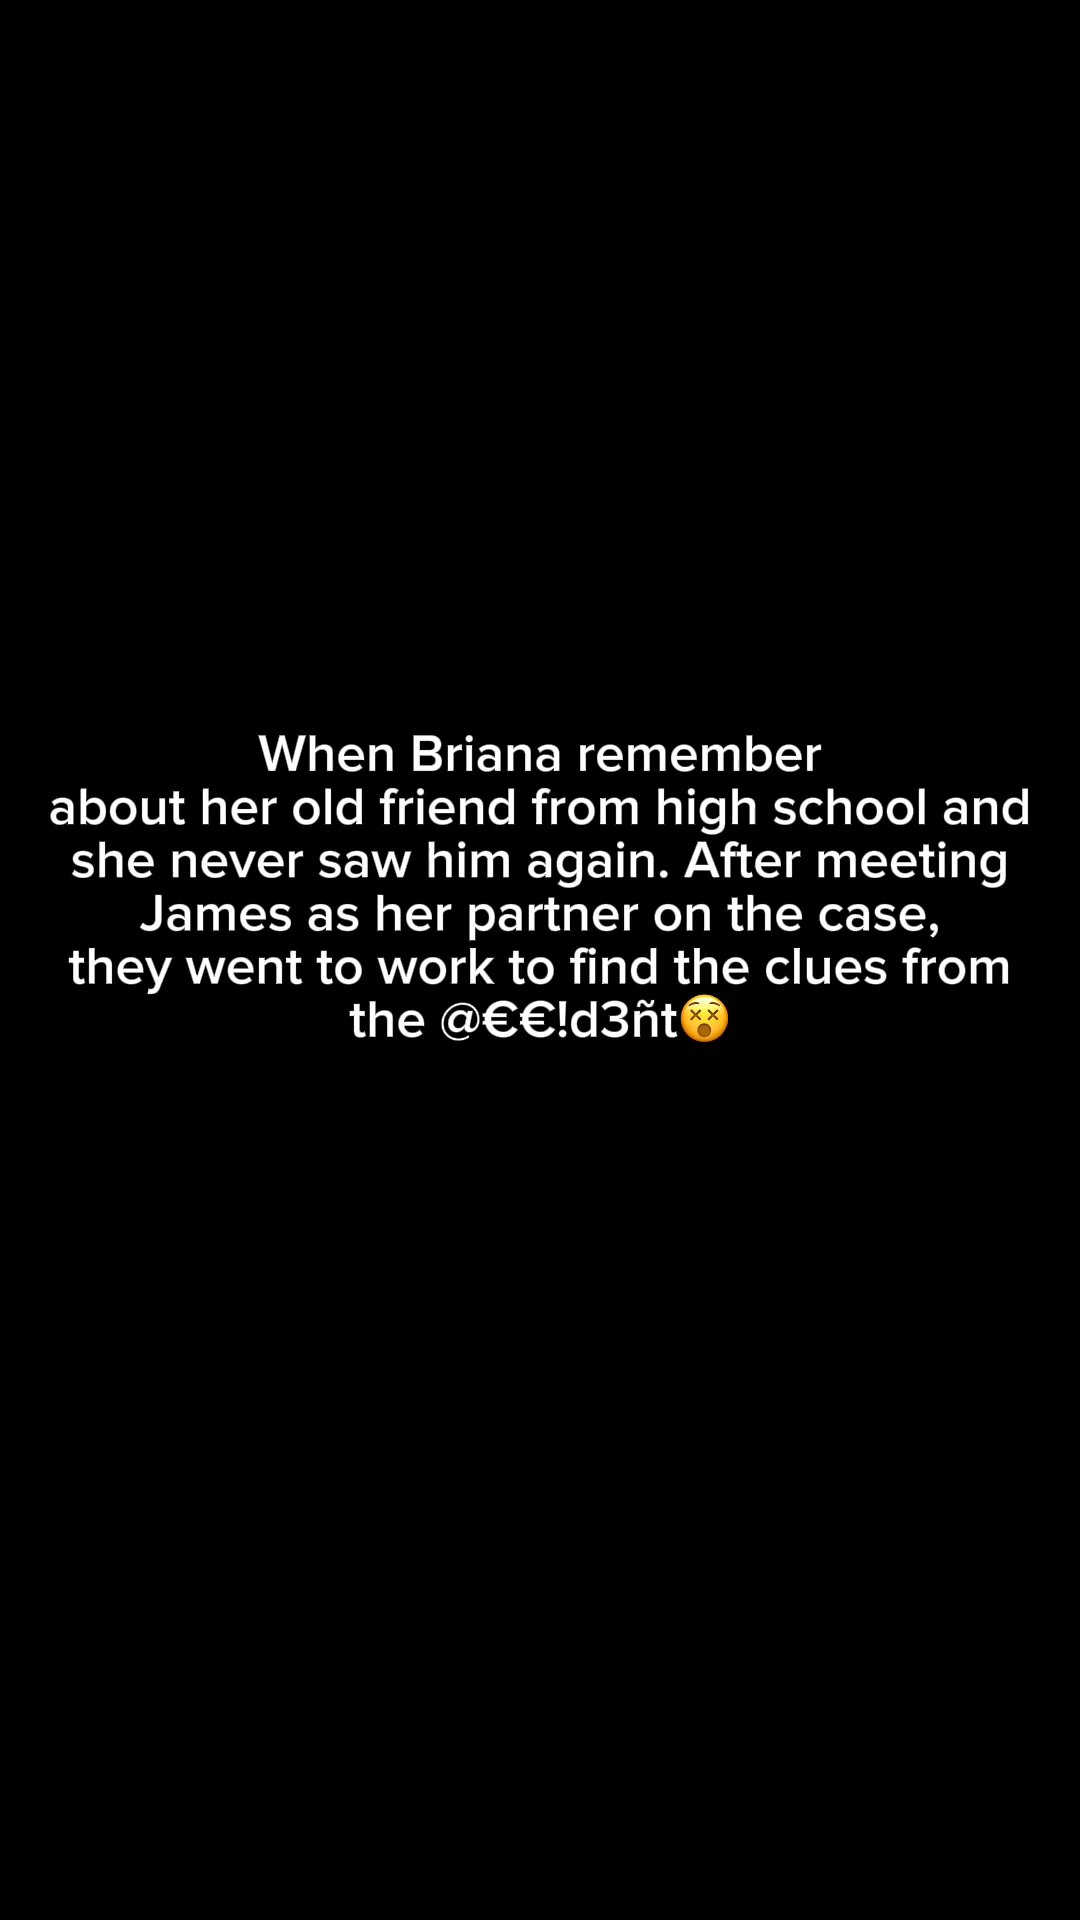 When Briana remember
about her old friend from high school and
she never saw him again. After meeting
James as her partner on the case,
they went to work to find the clues from
the @€€!d3ñt😵